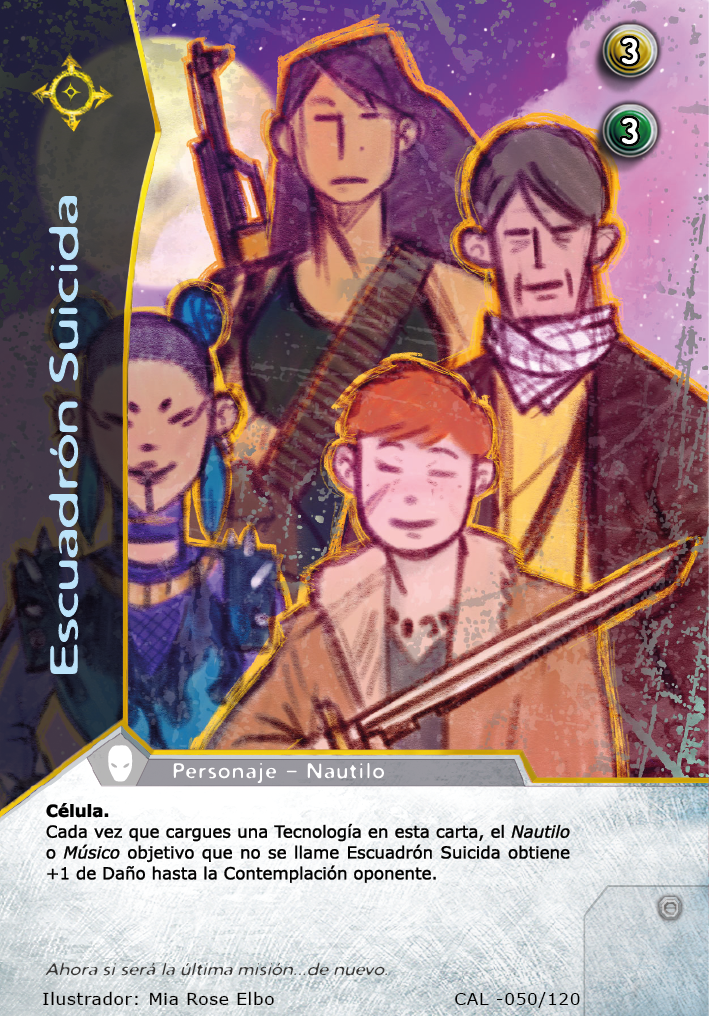 3
3
Escuadrón Suicida
Personaje – Nautilo
Célula.
Cada vez que cargues una Tecnología en esta carta, el Nautilo
o Músico objetivo que no se llame Escuadrón Suicida obtiene
+1 de Daño hasta la Contemplación oponente.
Ahora si será la última misión...de nuevo.
Ilustrador: Mia Rose Elbo
CAL -050/120